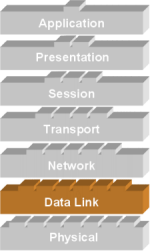 Application
Presentation
Session
Transport
Network
Data Link
Physical